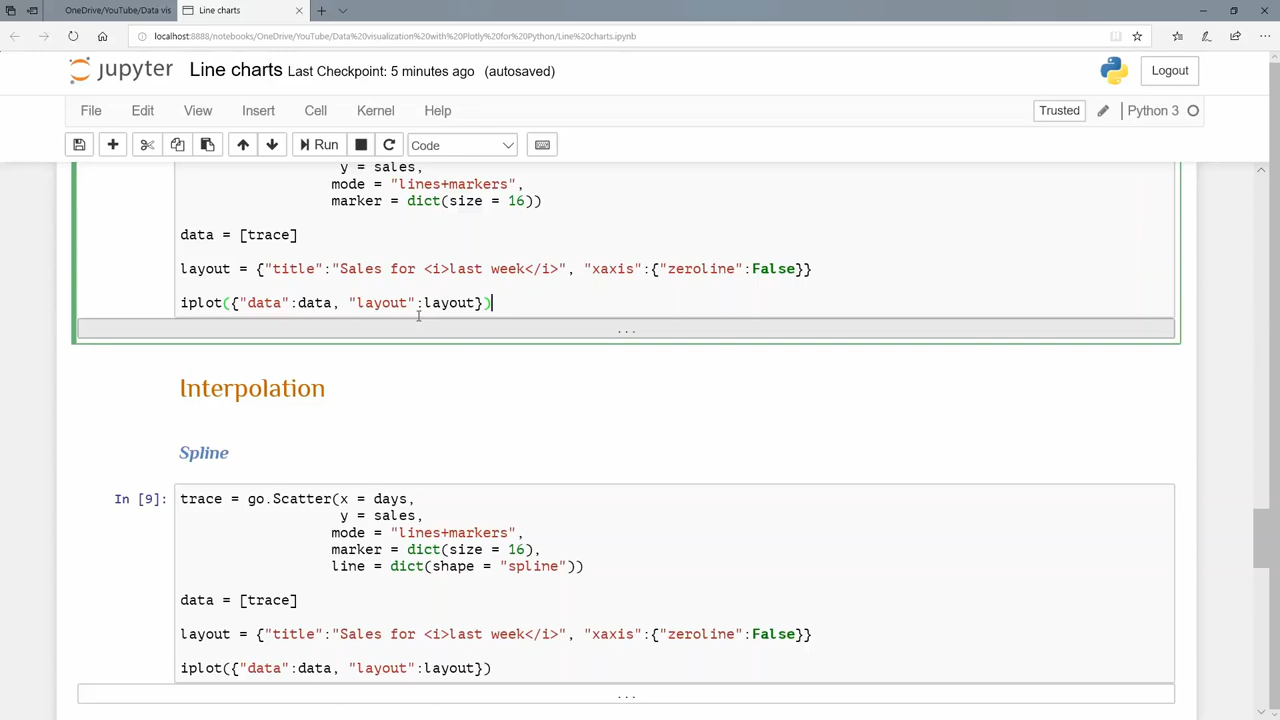 OneDrive/YouTube/Data vis
Line charts
localhost:8888/notebooks/OneDrive/YouTube/Data%20visualization%20with%20Plotly%20for%20Python/Line%20charts.ipynb
jupyter Line charts Last Checkpoint: 5 minutes ago (autosaved)
Logout
File Edit View Insert Cell Kernel Help
Trusted Python 3
Run Code
y = sales,
mode = "lines+markers",
marker = dict(size = 16))
data = [trace]
layout = {"title":"Sales for <i>last week</i>", "xaxis":{"zeroline":False}}
iplot({"data":data, "layout":layout})
...
Interpolation
Spline
In [9]: trace = go.Scatter(x = days,
y = sales,
mode = "lines+markers",
marker = dict(size = 16),
line = dict(shape = "spline"))
data = [trace]
layout = {"title":"Sales for <i>last week</i>", "xaxis":{"zeroline":False}}
iplot({"data":data, "layout":layout})
...